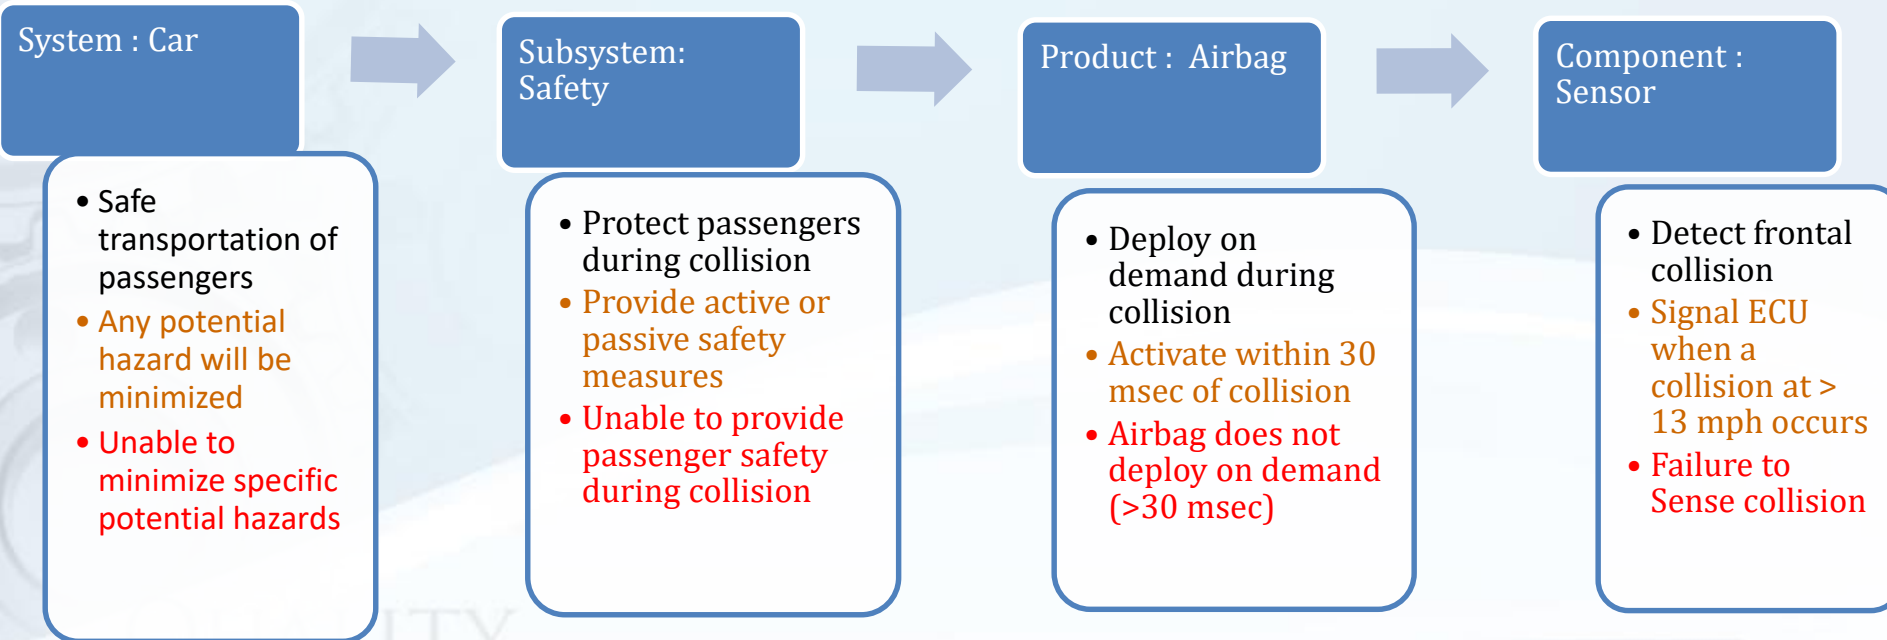 System : Car
• Safe
transportation of
passengers
• Any potential
hazard will be
minimized
• Unable to
minimize specific
potential hazards
Subsystem:
Safety
• Protect passengers
during collision
• Provide active or
passive safety
measures
• Unable to provide
passenger safety
during collision
Product :  Airbag
• Deploy on
demand during
collision
• Activate within 30
msec of collision
• Airbag does not
deploy on demand
(>30 msec)
Component :
Sensor
• Detect frontal
collision
• Signal ECU
when a
collision at >
13 mph occurs
• Failure to
Sense collision